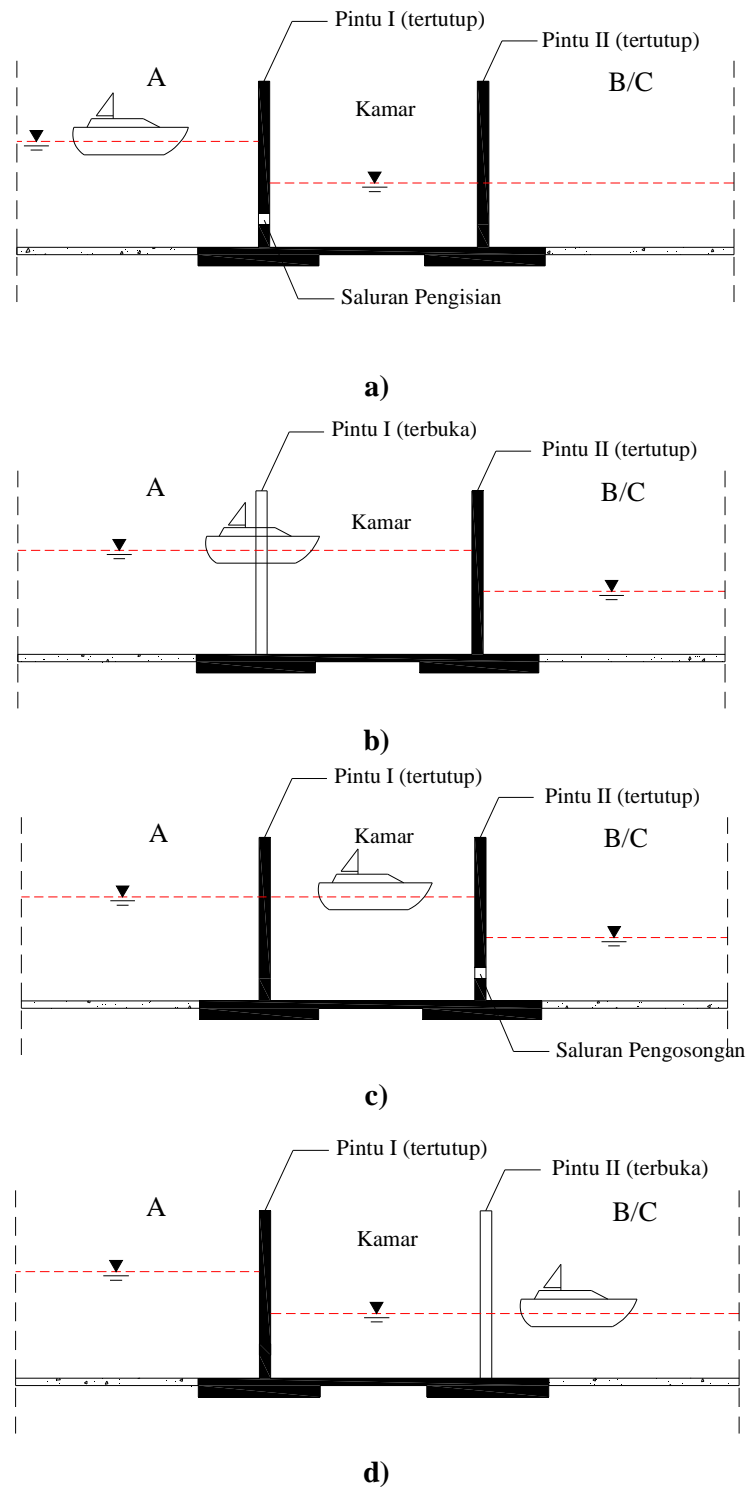 Pintu I (tertutup)
Pintu II (tertutup)
A
B/C
Kamar
Saluran Pengisian
a)
Pintu I (terbuka)
Pintu II (tertutup)
A
B/C
Kamar
b)
Pintu I (tertutup)
Pintu II (tertutup)
A
Kamar
B/C
Saluran Pengosongan
c)
Pintu I (tertutup)
Pintu II (terbuka)
A
B/C
Kamar
d)